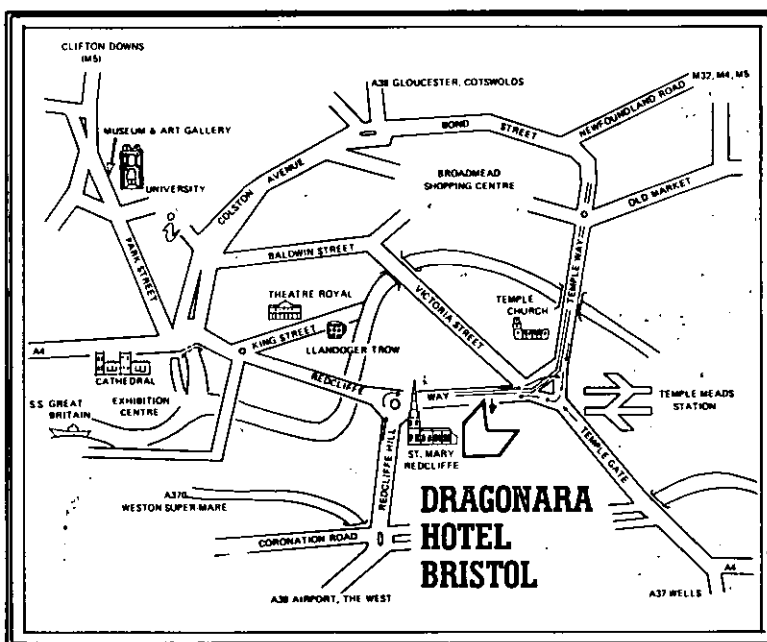 CLIFTON DOWNS
(M5)
A38 GLOUCESTER, COTSWOLDS
M32, M4, M5
NEWFOUNDLAND ROAD
BOND STREET
MUSEUM & ART GALLERY
UNIVERSITY
COLSTON AVENUE
BROADMEAD
SHOPPING CENTRE
OLD MARKET
PARK STREET
BALDWIN STREET
TEMPLE WAY
THEATRE ROYAL
VICTORIA STREET
TEMPLE
CHURCH
KING STREET
LLANDOGER TROW
A4
CATHEDRAL
REDCLIFFE WAY
TEMPLE MEADS
STATION
S.S GREAT
BRITAIN
EXHIBITION
CENTRE
ST. MARY
REDCLIFFE
REDCLIFFE HILL
TEMPLE GATE
A370
WESTON SUPER-MARE
DRAGONARA
HOTEL
BRISTOL
CORONATION ROAD
A4
A38 AIRPORT, THE WEST
A37 WELLS